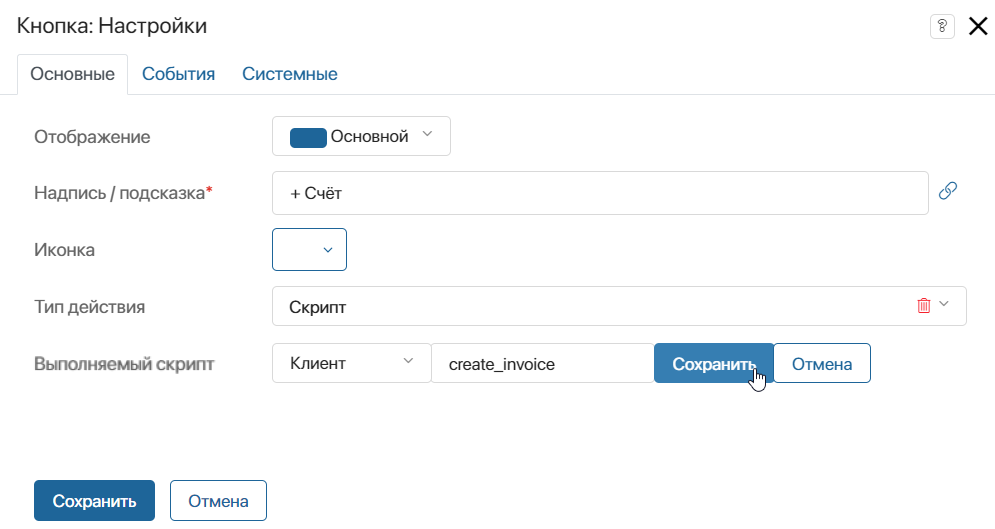 Кнопка: Настройки
?
Основные События Системные
Отображение Основной
Надпись / подсказка* + Счёт
Иконка
Тип действия Скрипт
Выполняемый скрипт Клиент create_invoice Сохранить Отмена
Сохранить Отмена